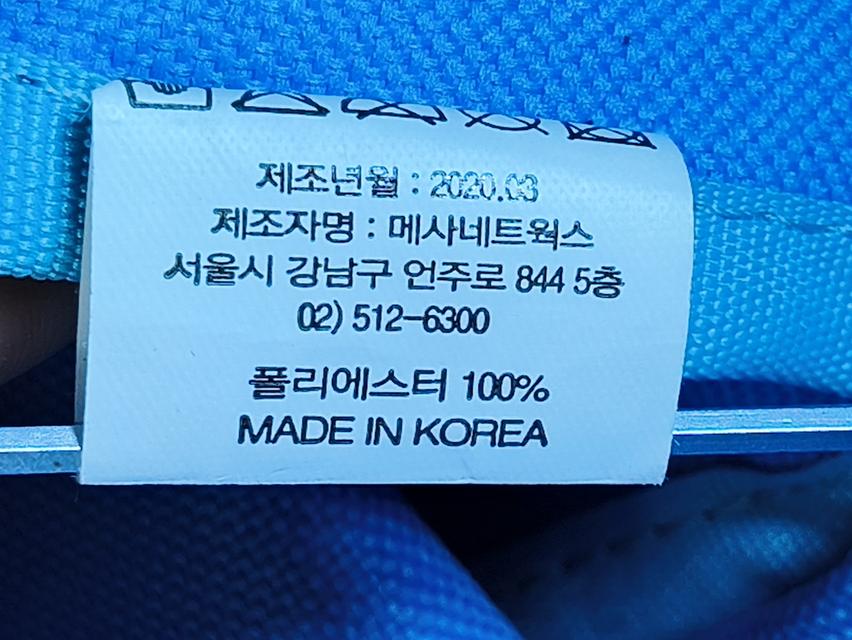 제조년월 : 2020.03
제조자명 : 메사네트웍스
서울시 강남구 언주로 844 5층
02) 512-6300
폴리에스터 100%
MADE IN KOREA